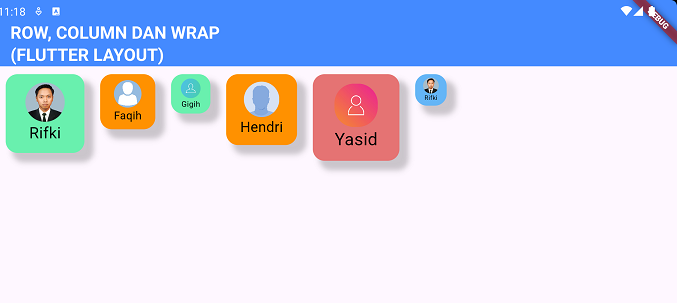 11:18
DEBUG
ROW, COLUMN DAN WRAP
(FLUTTER LAYOUT)
Rifki
Faqih
Gigih
Hendri
Yasid
Rifki